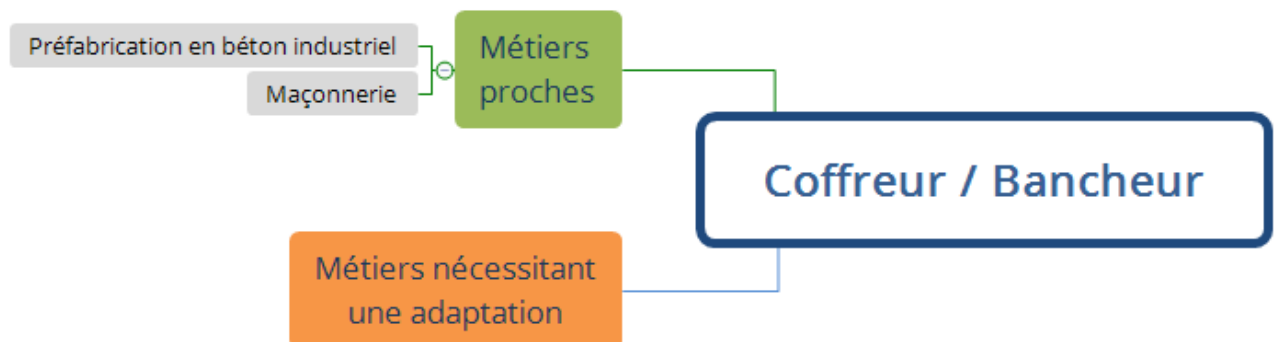 Préfabrication en béton industriel
Maçonnerie
Métiers
proches
Coffreur / Bancheur
Métiers nécessitant
une adaptation